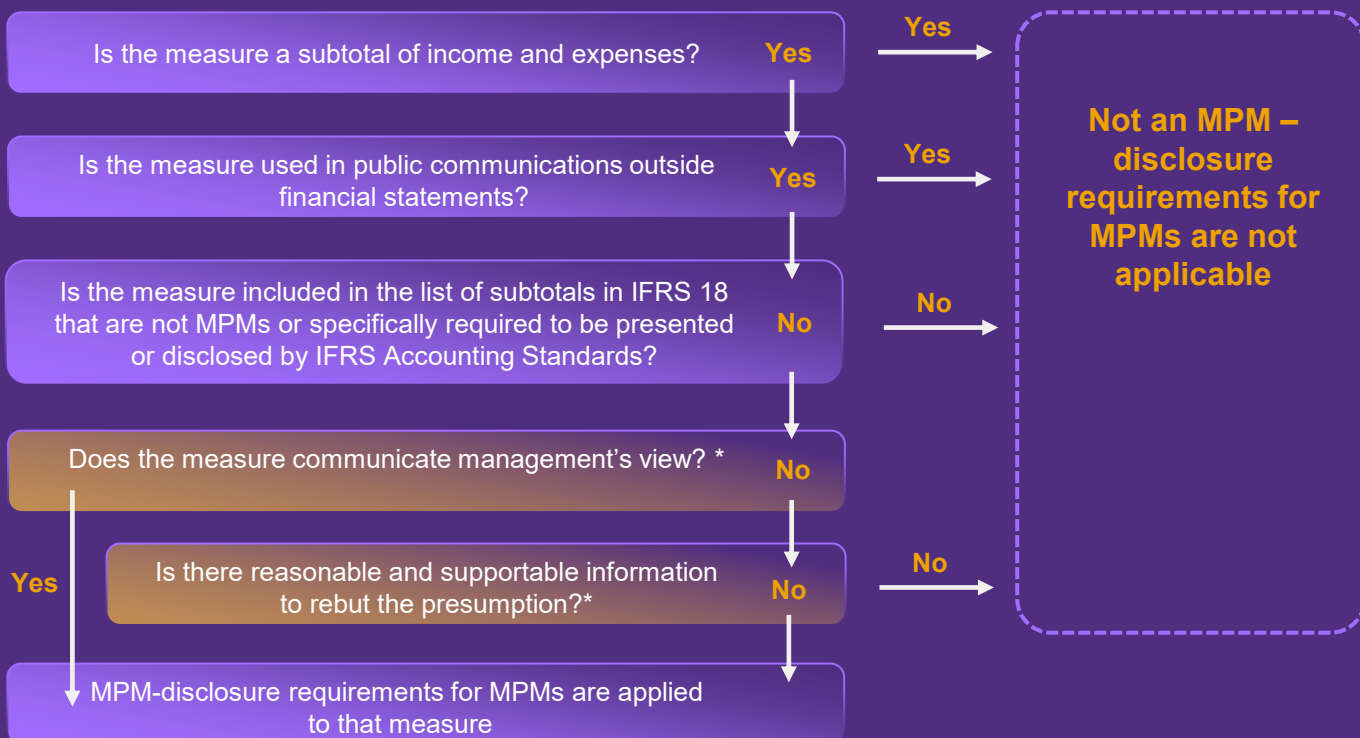 Is the measure a subtotal of income and expenses?
Yes
Yes
Is the measure used in public communications outside
financial statements?
Yes
Yes
Is the measure included in the list of subtotals in IFRS 18
that are not MPMs or specifically required to be presented
or disclosed by IFRS Accounting Standards?
No
No
Does the measure communicate management’s view? *
No
Yes
Is there reasonable and supportable information
to rebut the presumption?*
No
No
MPM-disclosure requirements for MPMs are applied
to that measure
Not an MPM –
disclosure
requirements for
MPMs are not
applicable